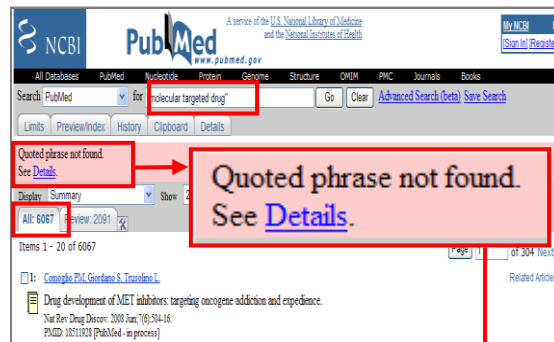 NCBI
PubMed
www.pubmed.gov
A service of the U.S. National Library of Medicine
and the National Institutes of Health
My NCBI
[Sign In] [Registe
All Databases PubMed Nucleotide Protein Genome Structure OMIM PMC Journals Books
Search PubMed for molecular targeted drug" Go Clear Advanced Search (beta) Save Search
Limits Preview/Index History Clipboard Details
Quoted phrase not found.
See Details.
Quoted phrase not found.
See Details.
Display Summary Show 2
All: 6067 Review: 2091
Items 1 - 20 of 6067
Page 1 of 304 Next
1: Comoglio PM, Giordano S, Trusolino L.
Related Article
Drug development of MET inhibitors: targeting oncogene addiction and expedience.
Nat Rev Drug Discov. 2008 Jun;7(6):504-16.
PMID: 18511928 [PubMed - in process]